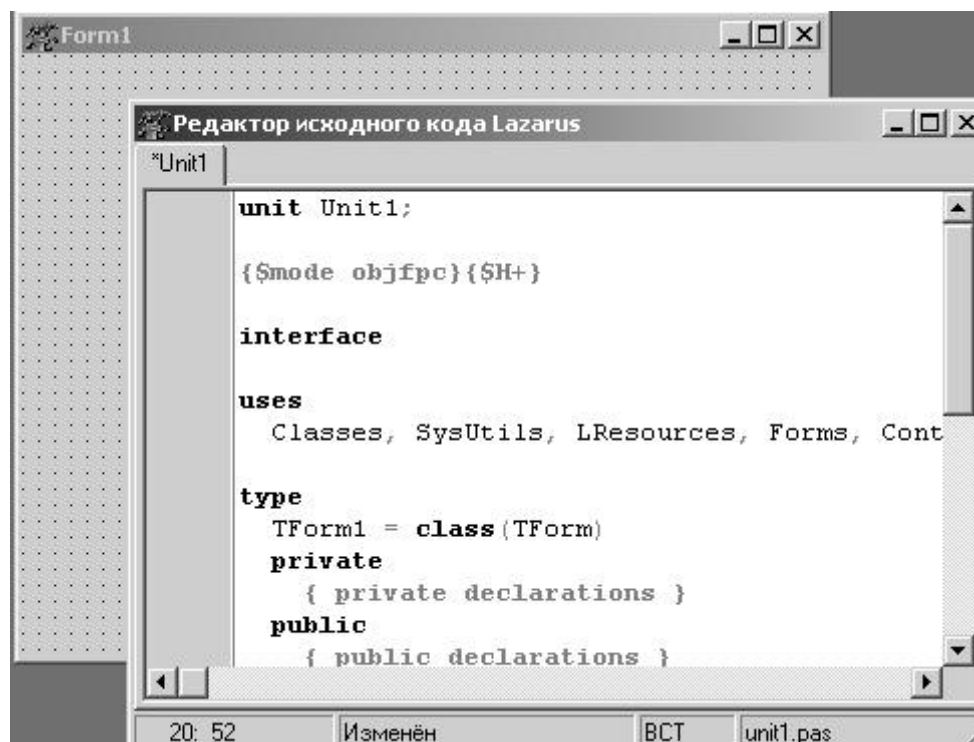 Form1
Редактор исходного кода Lazarus
*Unit1
unit Unit1;
{$mode objfpc}{$H+}
interface
uses
Classes, SysUtils, LResources, Forms, Cont
type
TForm1 = class(TForm)
private
{ private declarations }
public
{ public declarations }
20: 52 Изменён ВСТ unit1.pas